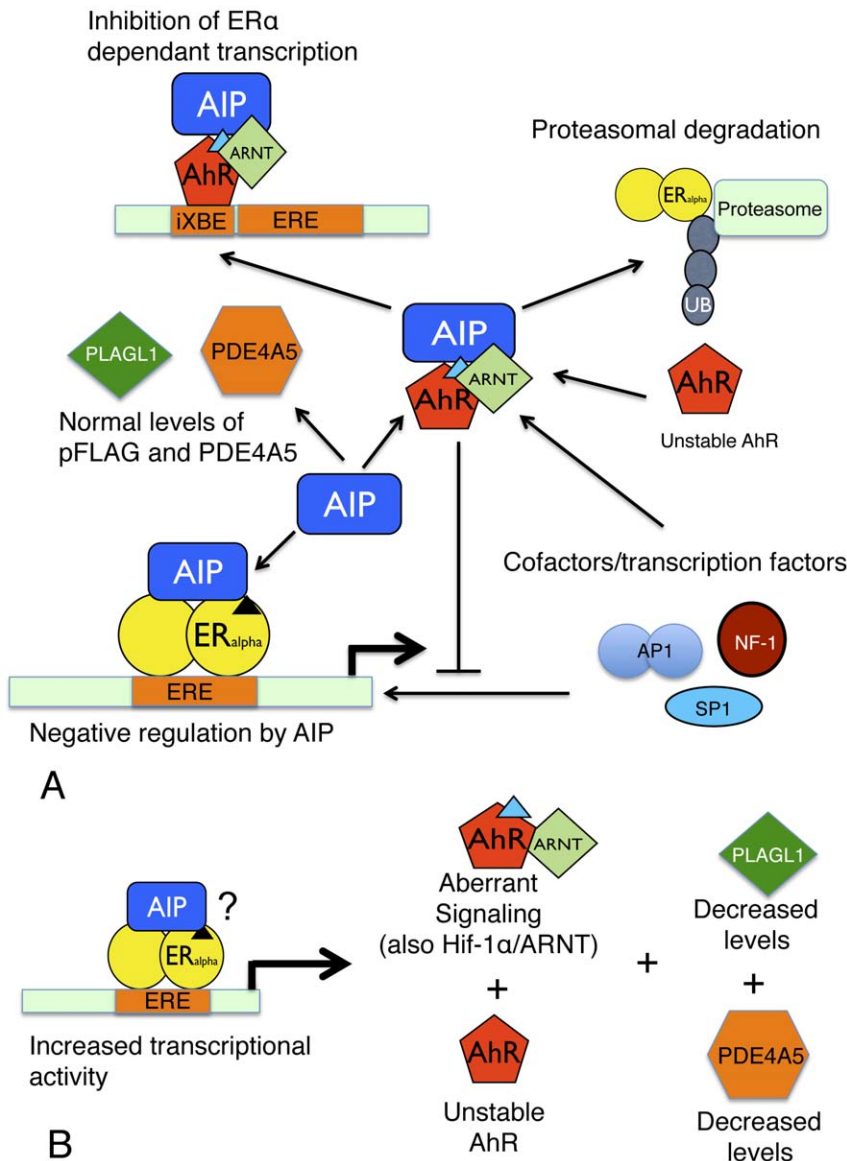 Inhibition of ERα
dependant transcription
AIP
ARNT
AhR
iXBE
ERE
Proteasomal degradation
ERalpha
Proteasome
UB
PLAGL1
PDE4A5
AIP
ARNT
AhR
AhR
Unstable AhR
Normal levels of
pFLAG and PDE4A5
AIP
Cofactors/transcription factors
AIP
ERalpha
ERE
AP1
NF-1
SP1
Negative regulation by AIP
A
AhR
ARNT
Aberrant
Signaling
(also Hif-1α/ARNT)
PLAGL1
Decreased
levels
AIP
?
ERalpha
ERE
+
+
+
Increased transcriptional
activity
AhR
Unstable
AhR
PDE4A5
Decreased
levels
B